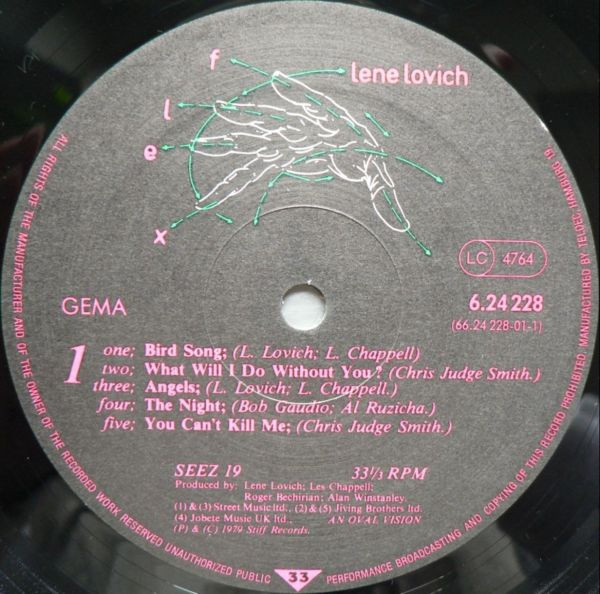 f
lene lovich
l
e
x
LC 4764
GEMA
6.24 228
(66.24 228-01-1)
1
one; Bird Song; (L. Lovich; L. Chappell)
two; What Will I Do Without You? (Chris Judge Smith.)
three; Angels; (L. Lovich; L. Chappell.)
four; The Night; (Bob Gaudio; Al Ruzicha.)
five; You Can't Kill Me; (Chris Judge Smith.)
SEEZ 19 33⅓ RPM
Produced by: Lene Lovich; Les Chappell;
Roger Bechirian; Alan Winstanley.
(1) & (3) Street Music ltd., (2) & (5) Jiving Brothers ltd.
(4) Jobete Music UK ltd., AN OVAL VISION
(P) & (C) 1979 Stiff Records.
ALL RIGHTS OF THE MANUFACTURER AND OF THE OWNER OF THE RECORDED WORK RESERVED UNAUTHORIZED PUBLIC 33 PERFORMANCE BROADCASTING AND COPYING OF THIS RECORD PROHIBITED. MANUFACTURED BY TELDEC, HAMBURG 19